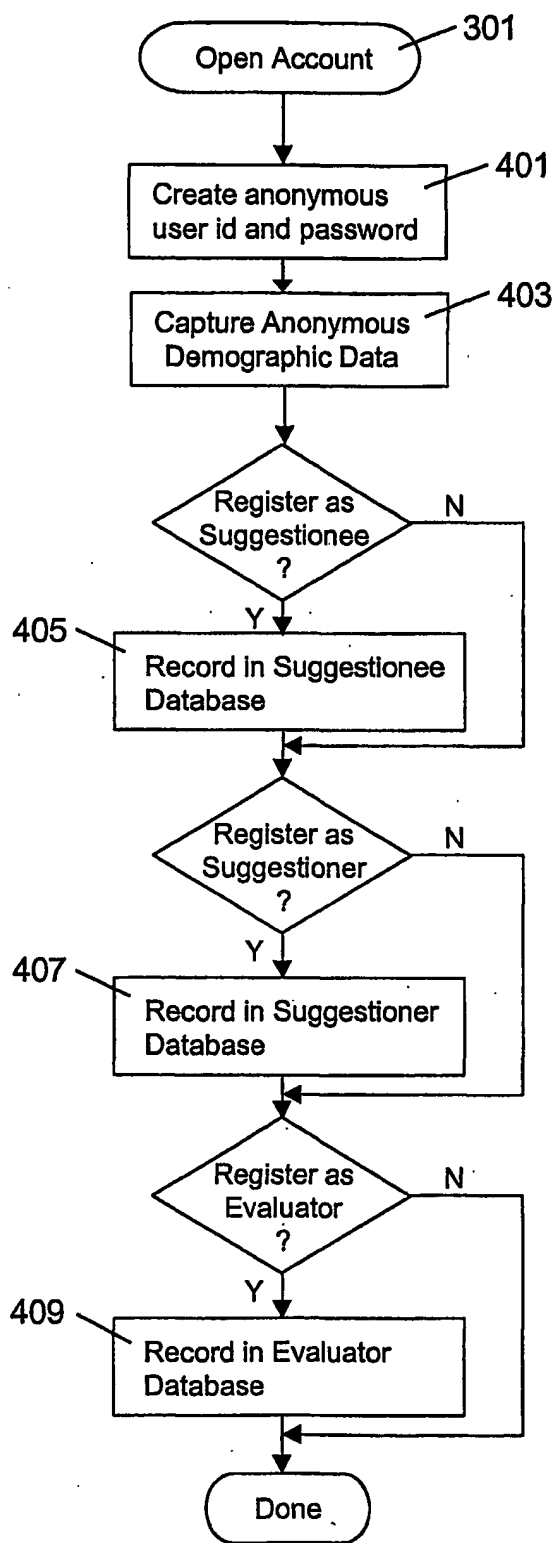 301
Open Account
401
Create anonymous
user id and password
403
Capture Anonymous
Demographic Data
Register as
Suggestionee
?
N
Y
405
Record in Suggestionee
Database
Register as
Suggestioner
?
N
Y
407
Record in Suggestioner
Database
Register as
Evaluator
?
N
Y
409
Record in Evaluator
Database
Done